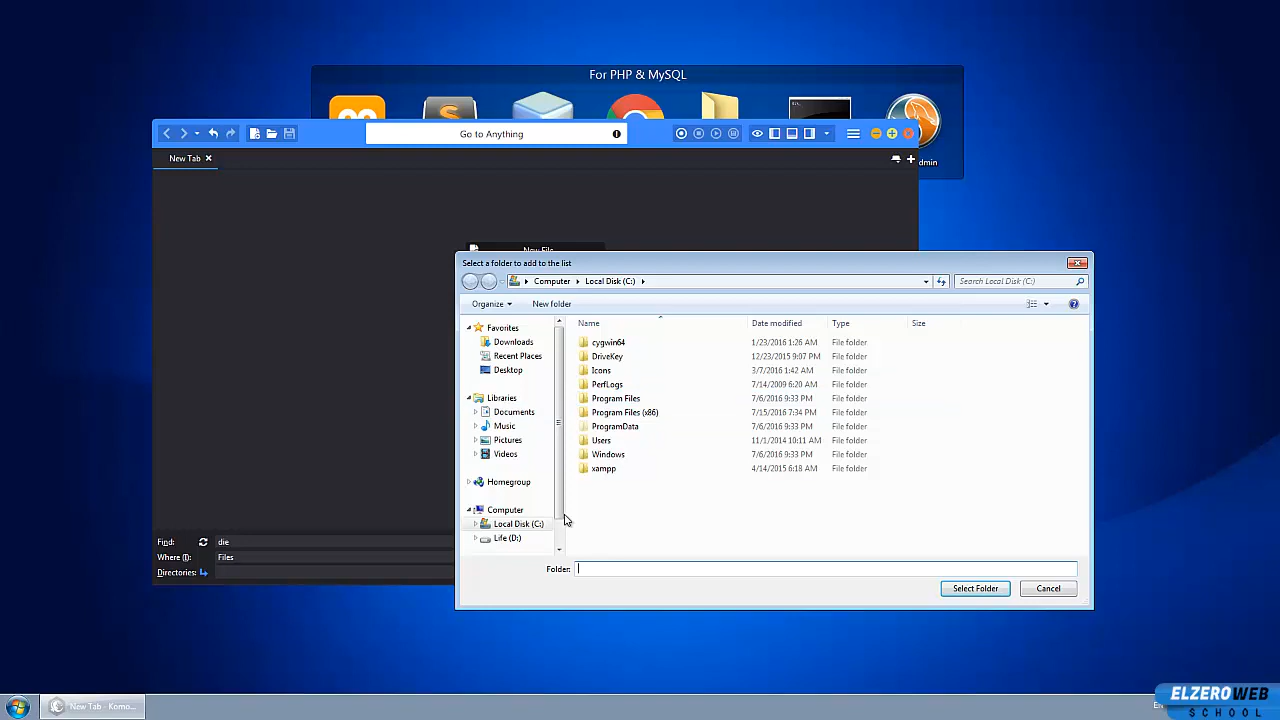 For PHP & MySQL
Go to Anything
New Tab
dmin
New File
Select a folder to add to the list
Computer Local Disk (C:)
Search Local Disk (C:)
Organize
New folder
Name Date modified Type Size
Favorites
Downloads
Recent Places
Desktop
Libraries
Documents
Music
Pictures
Videos
Homegroup
Computer
Local Disk (C:)
Life (D:)
cygwin64 1/23/2016 1:26 AM File folder
DriveKey 12/23/2015 9:07 PM File folder
Icons 3/7/2016 1:42 AM File folder
PerfLogs 7/14/2009 6:20 AM File folder
Program Files 7/6/2016 9:33 PM File folder
Program Files (x86) 7/15/2016 7:34 PM File folder
ProgramData 7/6/2016 9:33 PM File folder
Users 11/1/2014 10:11 AM File folder
Windows 7/6/2016 9:33 PM File folder
xampp 4/14/2015 6:18 AM File folder
Find: die
Where (I): Files
Directories:
Folder:
Select Folder
Cancel
New Tab - Komo...
ELZEROWEB
SCHOOL